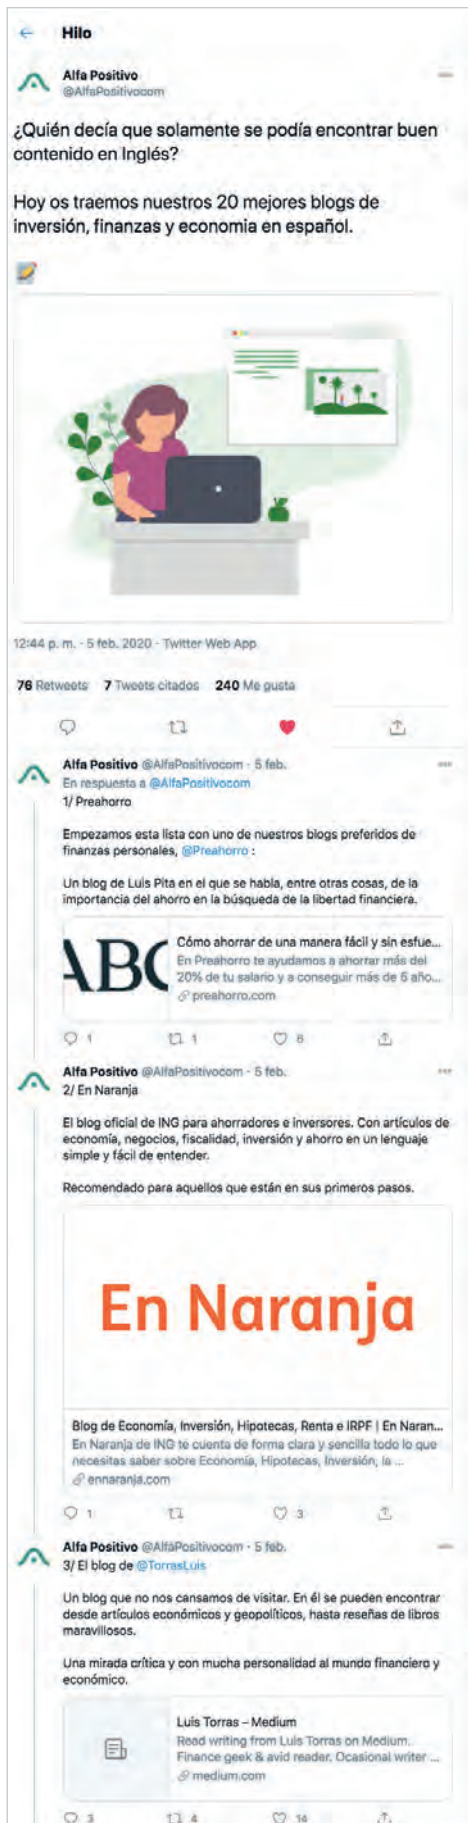 Hilo
Alfa Positivo
@AlfaPositivocom
¿Quién decía que solamente se podía encontrar buen
contenido en Inglés?
Hoy os traemos nuestros 20 mejores blogs de
inversión, finanzas y economia en español.
12:44 p. m. · 5 feb. 2020 · Twitter Web App
76 Retweets 7 Tweets citados 240 Me gusta
Alfa Positivo @AlfaPositivocom · 5 feb.
En respuesta a @AlfaPositivocom
1/ Preahorro
Empezamos esta lista con uno de nuestros blogs preferidos de
finanzas personales, @Preahorro :
Un blog de Luis Pita en el que se habla, entre otras cosas, de la
importancia del ahorro en la búsqueda de la libertad financiera.
ABC
Cómo ahorrar de una manera fácil y sin esfue...
En Preahorro te ayudamos a ahorrar más del
20% de tu salario y a conseguir más de 6 año...
preahorro.com
1 1 6
Alfa Positivo @AlfaPositivocom · 5 feb.
2/ En Naranja
El blog oficial de ING para ahorradores e inversores. Con artículos de
economía, negocios, fiscalidad, inversión y ahorro en un lenguaje
simple y fácil de entender.
Recomendado para aquellos que están en sus primeros pasos.
En Naranja
Blog de Economía, Inversión, Hipotecas, Renta e IRPF | En Naran...
En Naranja de ING te cuenta de forma clara y sencilla todo lo que
necesitas saber sobre Economía, Hipotecas, Inversión, la ...
ennaranja.com
1 3
Alfa Positivo @AlfaPositivocom · 5 feb.
3/ El blog de @TorrasLuis
Un blog que no nos cansamos de visitar. En él se pueden encontrar
desde artículos económicos y geopolíticos, hasta reseñas de libros
maravillosos.
Una mirada crítica y con mucha personalidad al mundo financiero y
económico.
Luis Torras – Medium
Read writing from Luis Torras on Medium.
Finance geek & avid reader. Ocasional writer ...
medium.com
3 4 14